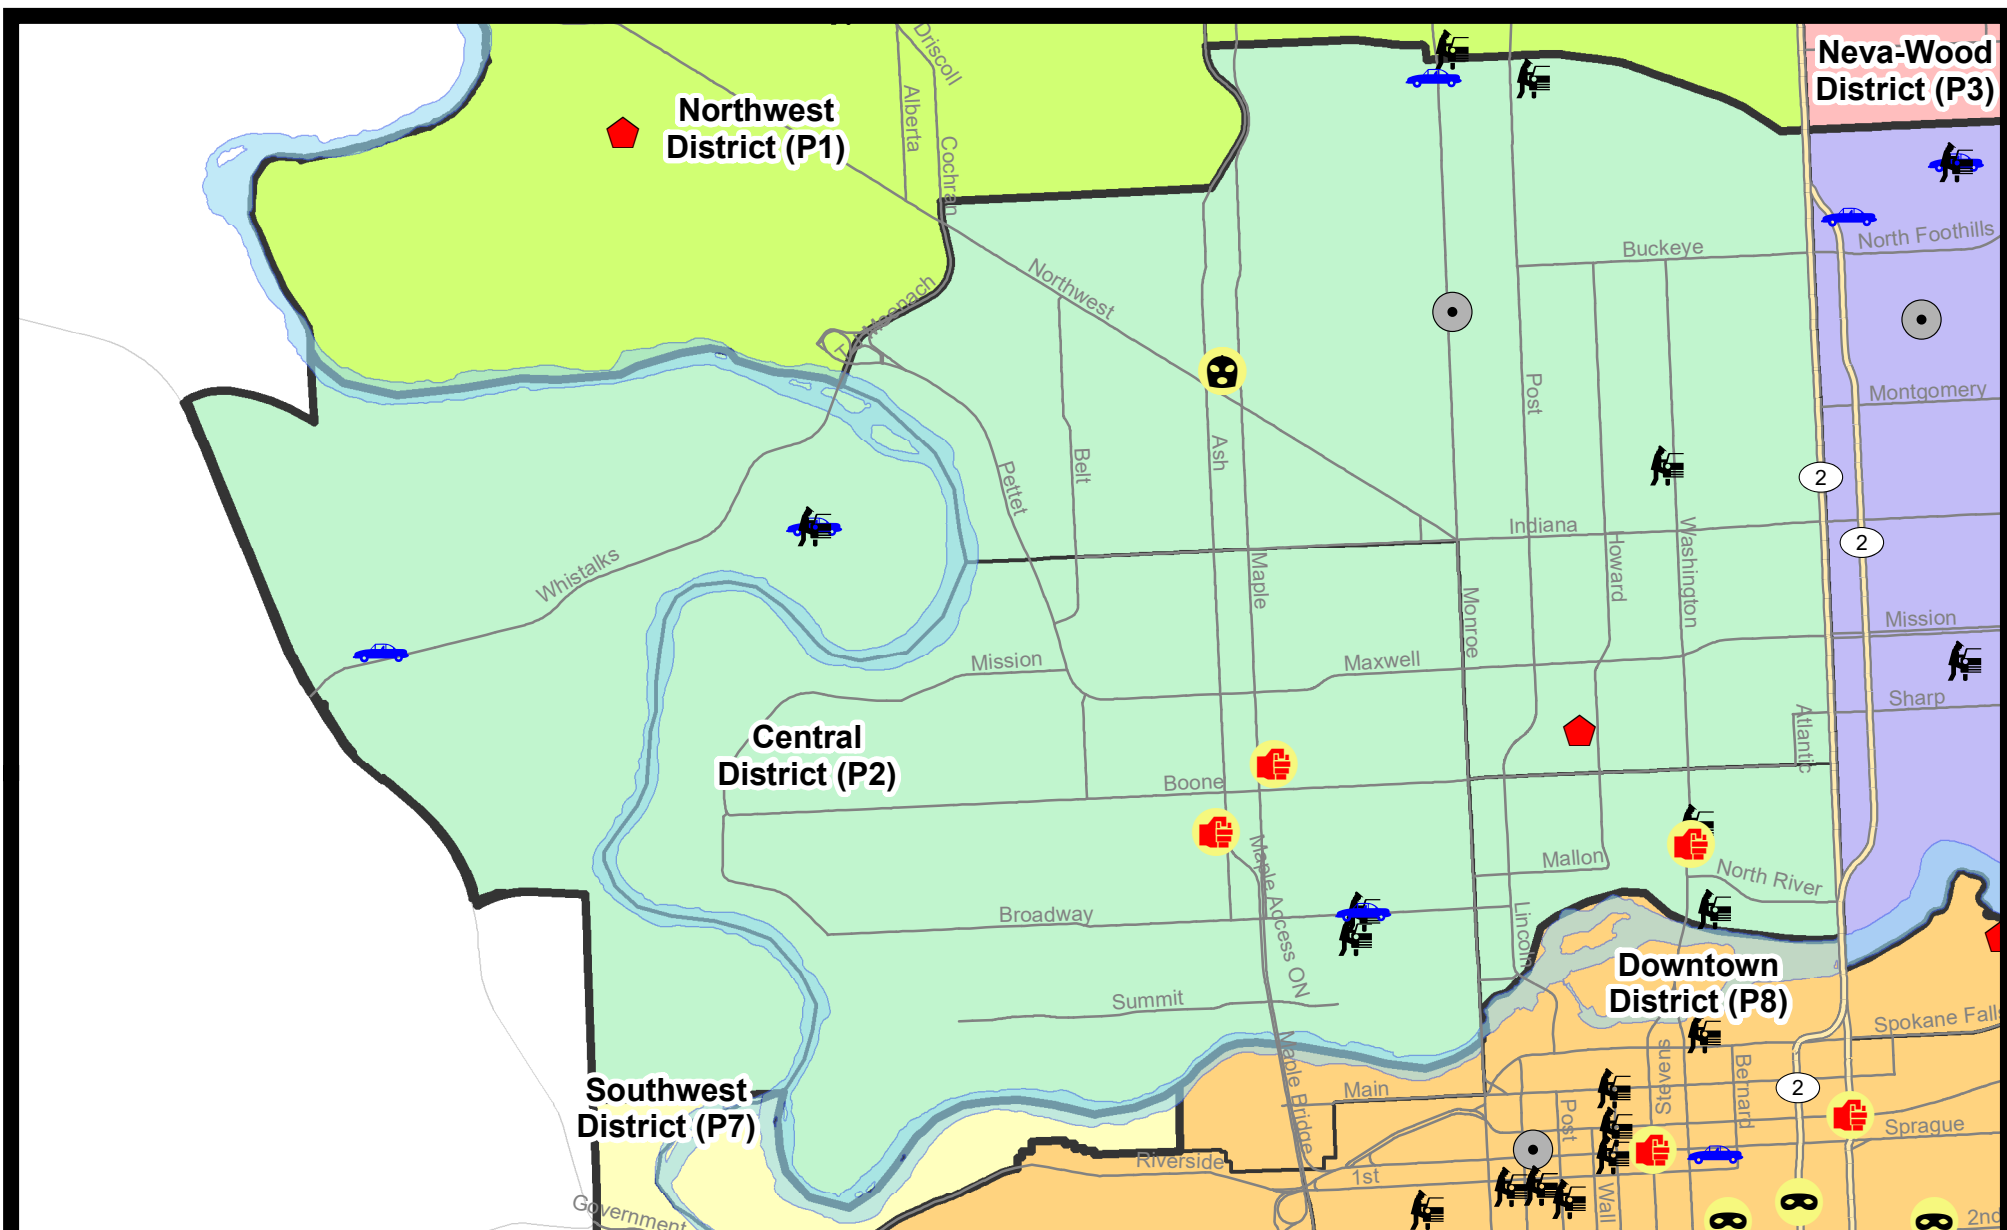 Neva-Wood
District (P3)
Driscoll
Northwest
District (P1)
Alberta
Cochran
North Foothills
Buckeye
Northwest
Post
Montgomery
Ash
Belt
Pettet
2
Indiana
Whistalks
Howard
Washington
2
Maple
Monroe
Mission
Mission
Maxwell
Sharp
Atlantic
Central
District (P2)
Boone
Mallon
North River
Maple Access ON
Broadway
Lincoln
Downtown
District (P8)
Summit
Spokane Falls
Southwest
District (P7)
Maple Bridge
Main
Stevens
Bernard
2
Post
Sprague
Riverside
1st
Wall
Government
2nd